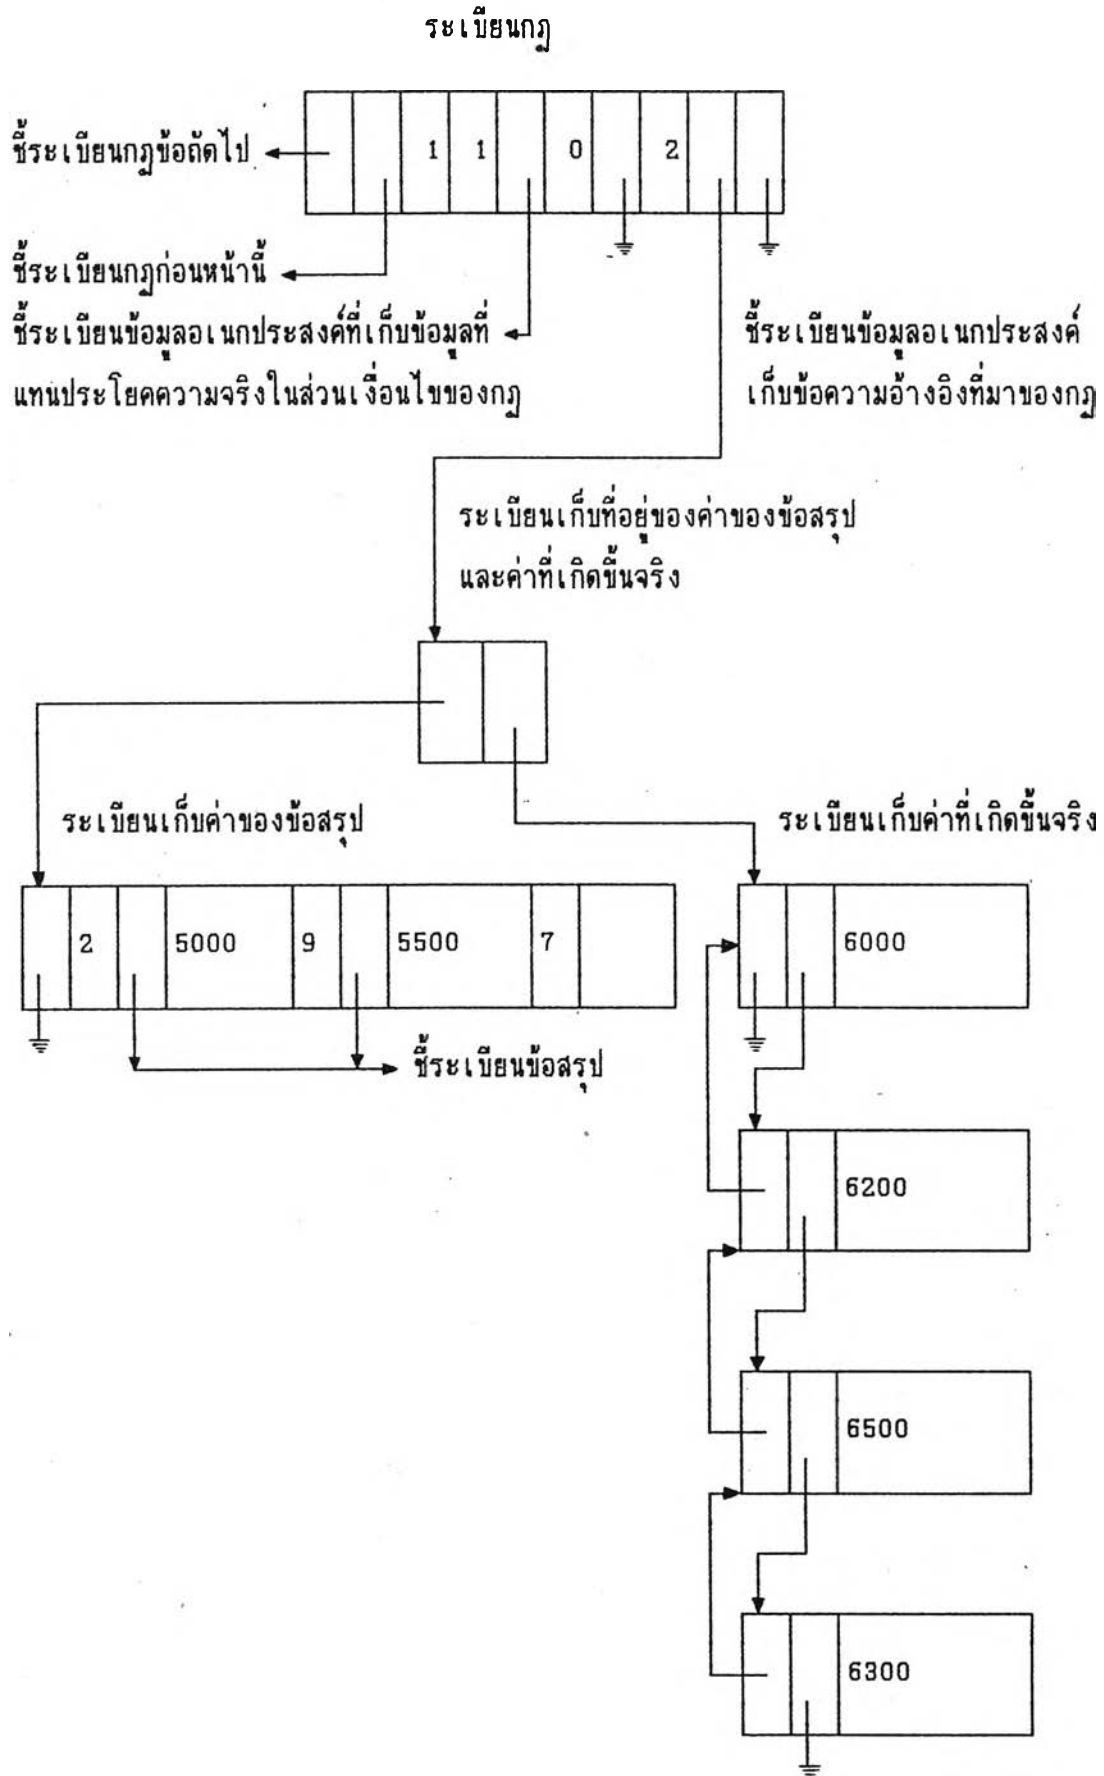 ระเบียนกฎ
1 1 0 2
ชี้ระเบียนกฎข้อถัดไป
ชี้ระเบียนกฎก่อนหน้านี้
ชี้ระเบียนข้อมูลอเนกประสงค์ที่เก็บข้อมูลที่
แทนประโยคความจริงในส่วนเงื่อนไขของกฎ
ชี้ระเบียนข้อมูลอเนกประสงค์
เก็บข้อความอ้างอิงที่มาของกฎ
ระเบียนเก็บที่อยู่ของค่าของข้อสรุป
และค่าที่เกิดขึ้นจริง
ระเบียนเก็บค่าของข้อสรุป
2 5000 9 5500 7
ชี้ระเบียนข้อสรุป
ระเบียนเก็บค่าที่เกิดขึ้นจริง
6000
6200
6500
6300